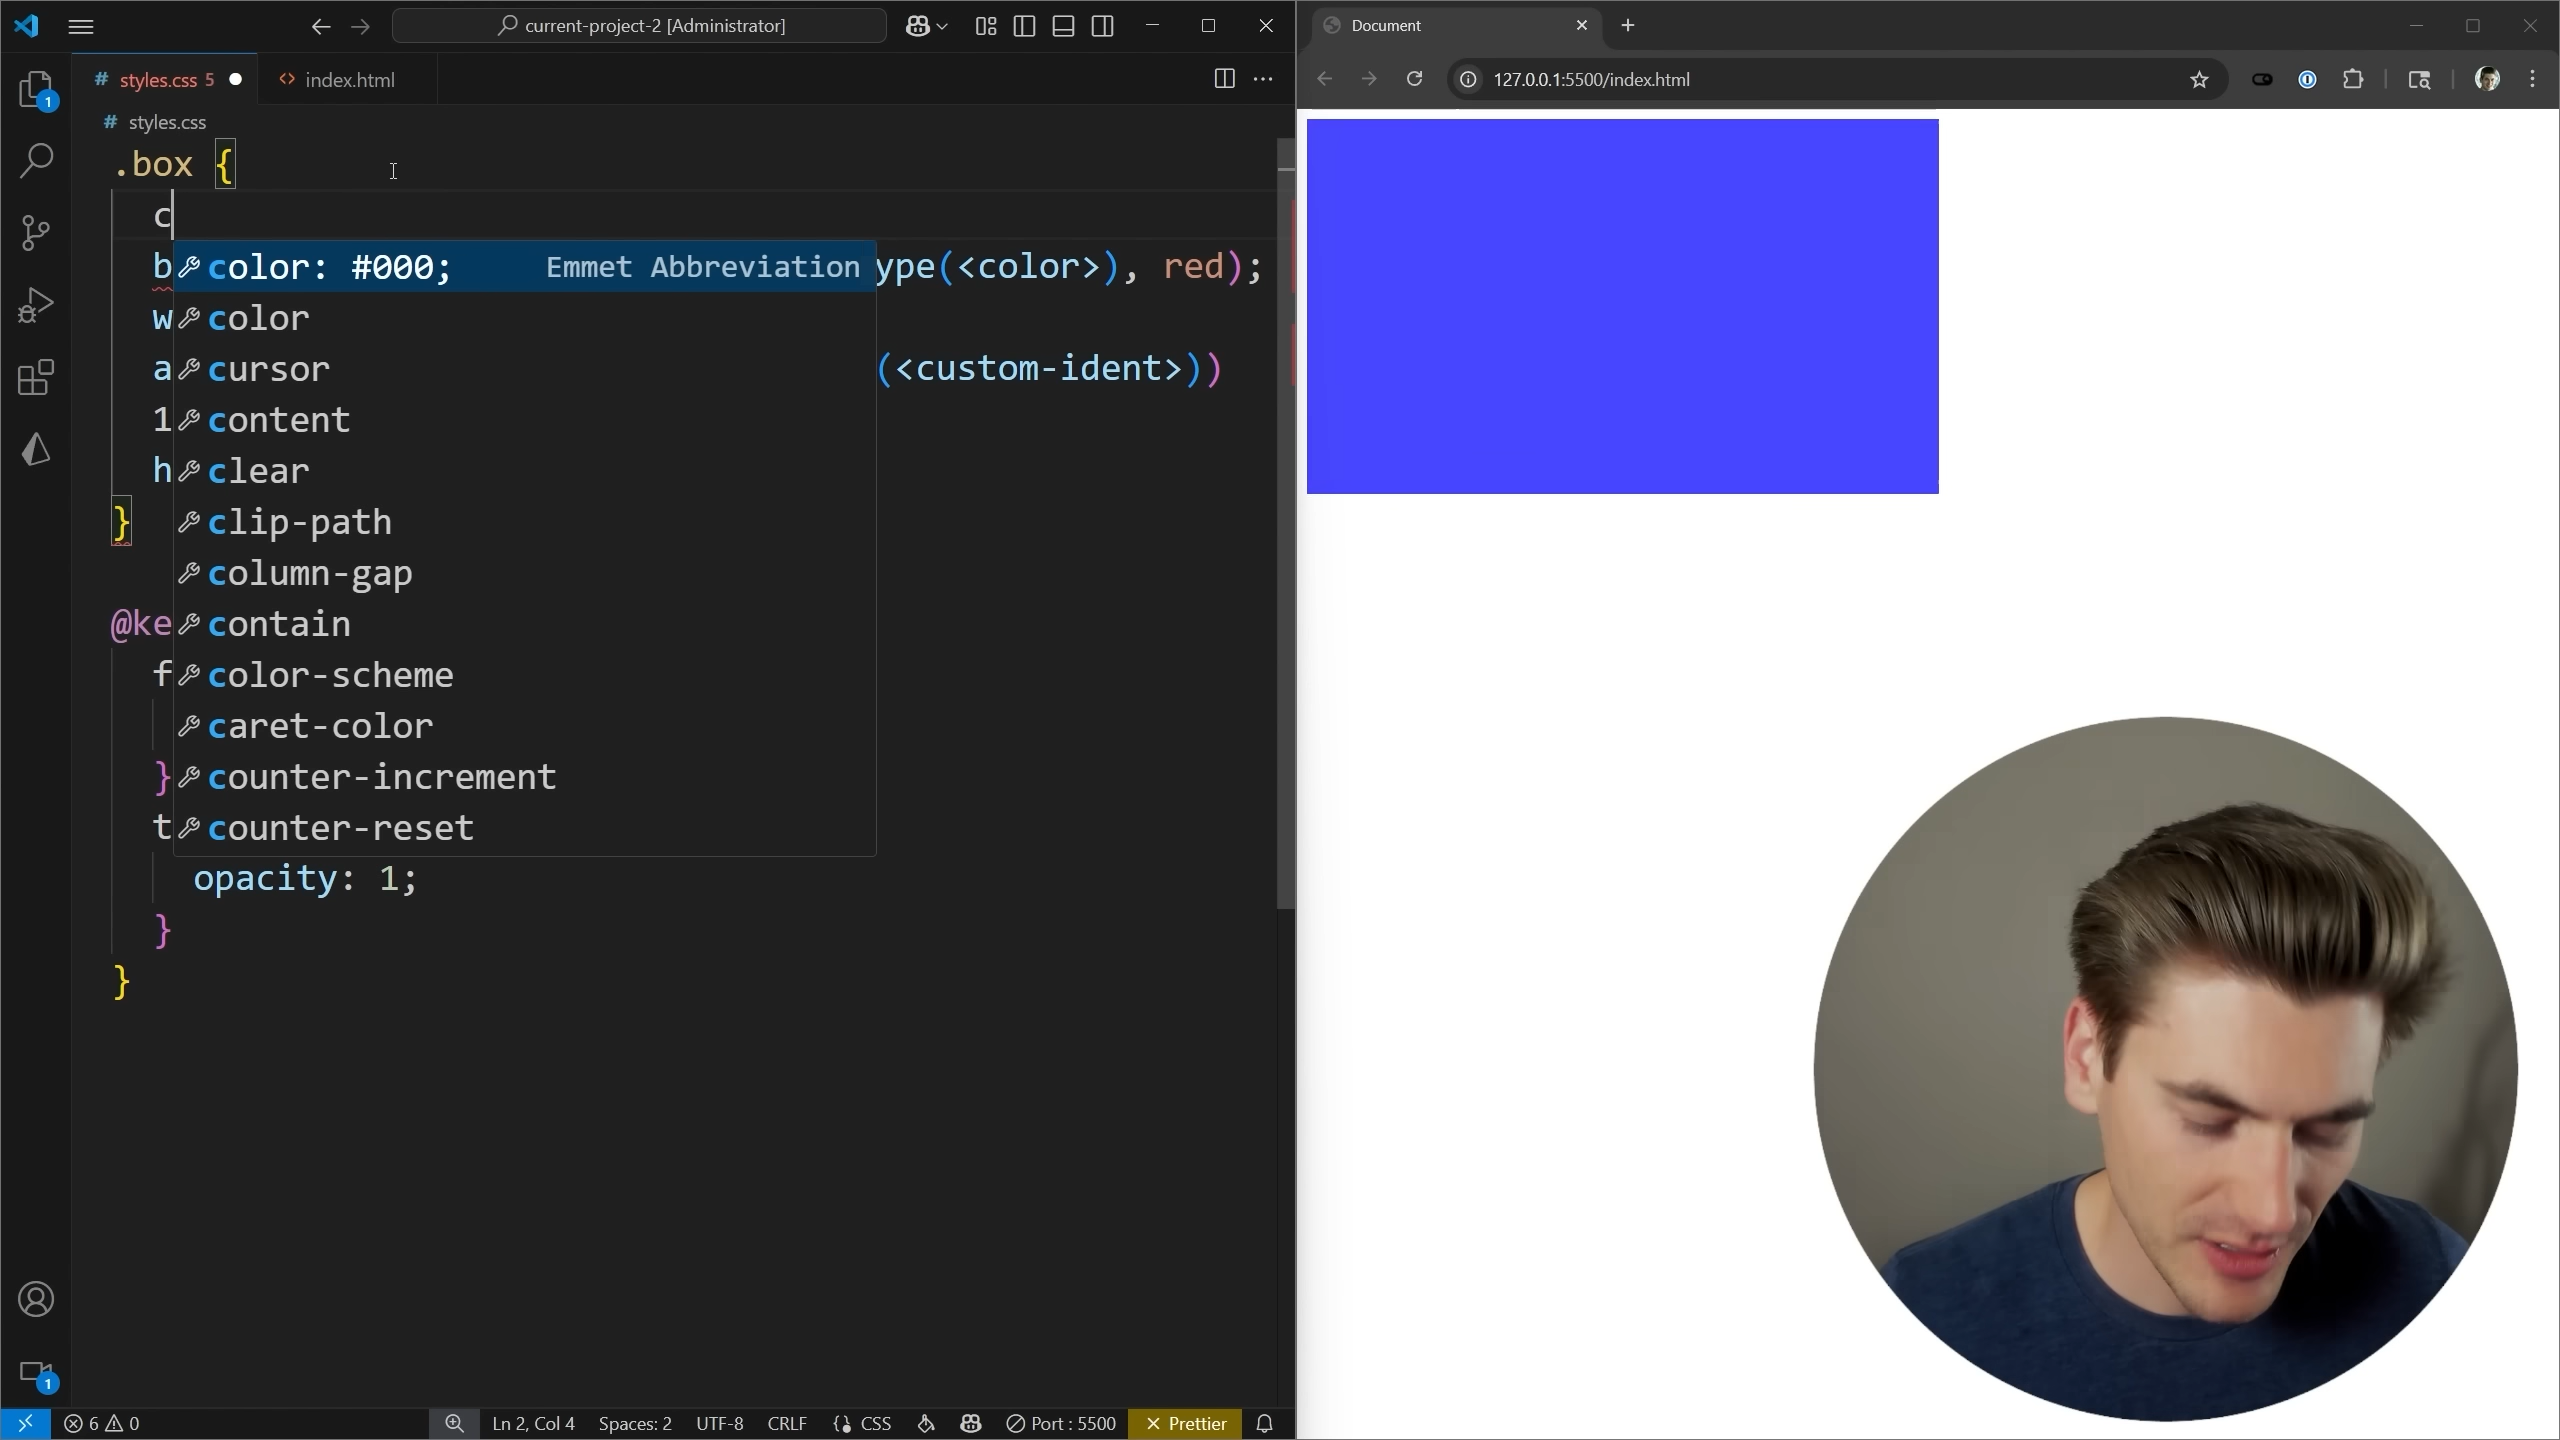 current-project-2 [Administrator]
styles.css 5
index.html
styles.css
.box {
c
b
ype(<color>), red);
w
a
(<custom-ident>))
1
h
}
@ke
f
}
t
opacity: 1;
}
}
color: #000; Emmet Abbreviation
color
cursor
content
clear
clip-path
column-gap
contain
color-scheme
caret-color
counter-increment
counter-reset
1
1
6 0
Ln 2, Col 4 Spaces: 2 UTF-8 CRLF {} CSS Port : 5500 Prettier
Document
127.0.0.1:5500/index.html